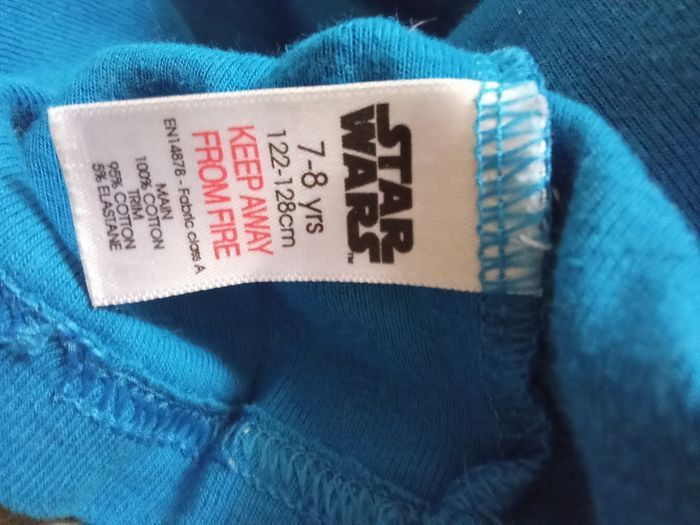 STAR
WARS™
7-8 yrs
122-128cm
KEEP AWAY
FROM FIRE
EN14878 - Fabric class A
MAIN
100% COTTON
TRIM
95% COTTON
5% ELASTANE